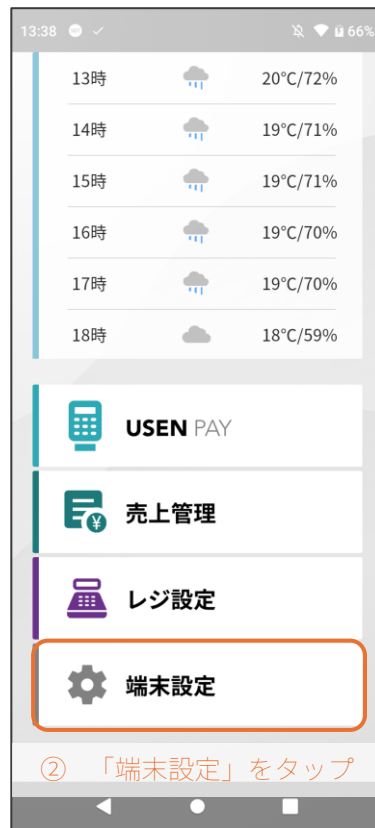 13:38 66%
13時 20°C/72%
14時 19°C/71%
15時 19°C/71%
16時 19°C/70%
17時 19°C/70%
18時 18°C/59%
USEN PAY
売上管理
レジ設定
端末設定
② 「端末設定」をタップ